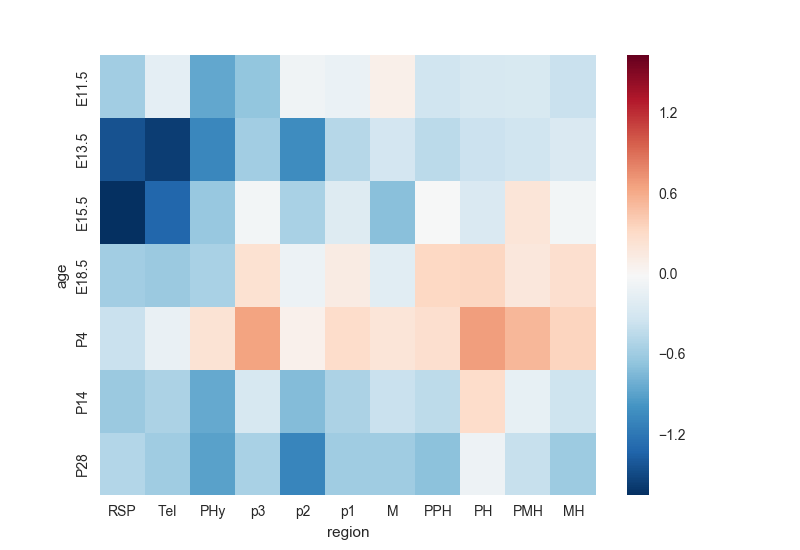 E11.5
E13.5
E15.5
E18.5
P4
P14
P28
age
RSP Tel PHy p3 p2 p1 M PPH PH PMH MH
region
1.2
0.6
0.0
−0.6
−1.2